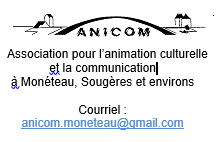 ANICOM
Association pour l'animation culturelle
et la communication
à Monéteau, Sougères et environs
Courriel :
anicom.moneteau@gmail.com